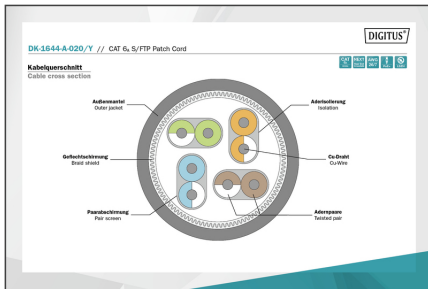 DIGITUS®
DK-1644-A-020/Y // CAT 6A S/FTP Patch Cord
Kabelquerschnitt
Cable cross section
Außenmantel
Outer jacket
Aderisolierung
Isolation
Geflechtschirmung
Braid shield
Cu-Draht
Cu-Wire
Paarabschirmung
Pair screen
Adernpaare
Twisted pair